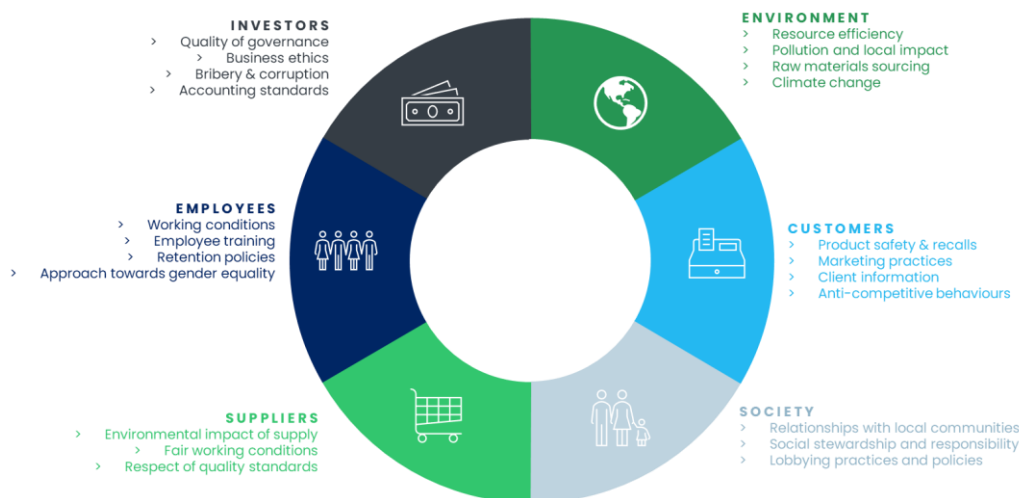 INVESTORS
> Quality of governance
> Business ethics
> Bribery & corruption
> Accounting standards
ENVIRONMENT
> Resource efficiency
> Pollution and local impact
> Raw materials sourcing
> Climate change
EMPLOYEES
> Working conditions
> Employee training
> Retention policies
> Approach towards gender equality
CUSTOMERS
> Product safety & recalls
> Marketing practices
> Client information
> Anti-competitive behaviours
SUPPLIERS
> Environmental impact of supply
> Fair working conditions
> Respect of quality standards
SOCIETY
> Relationships with local communities
> Social stewardship and responsibility
> Lobbying practices and policies